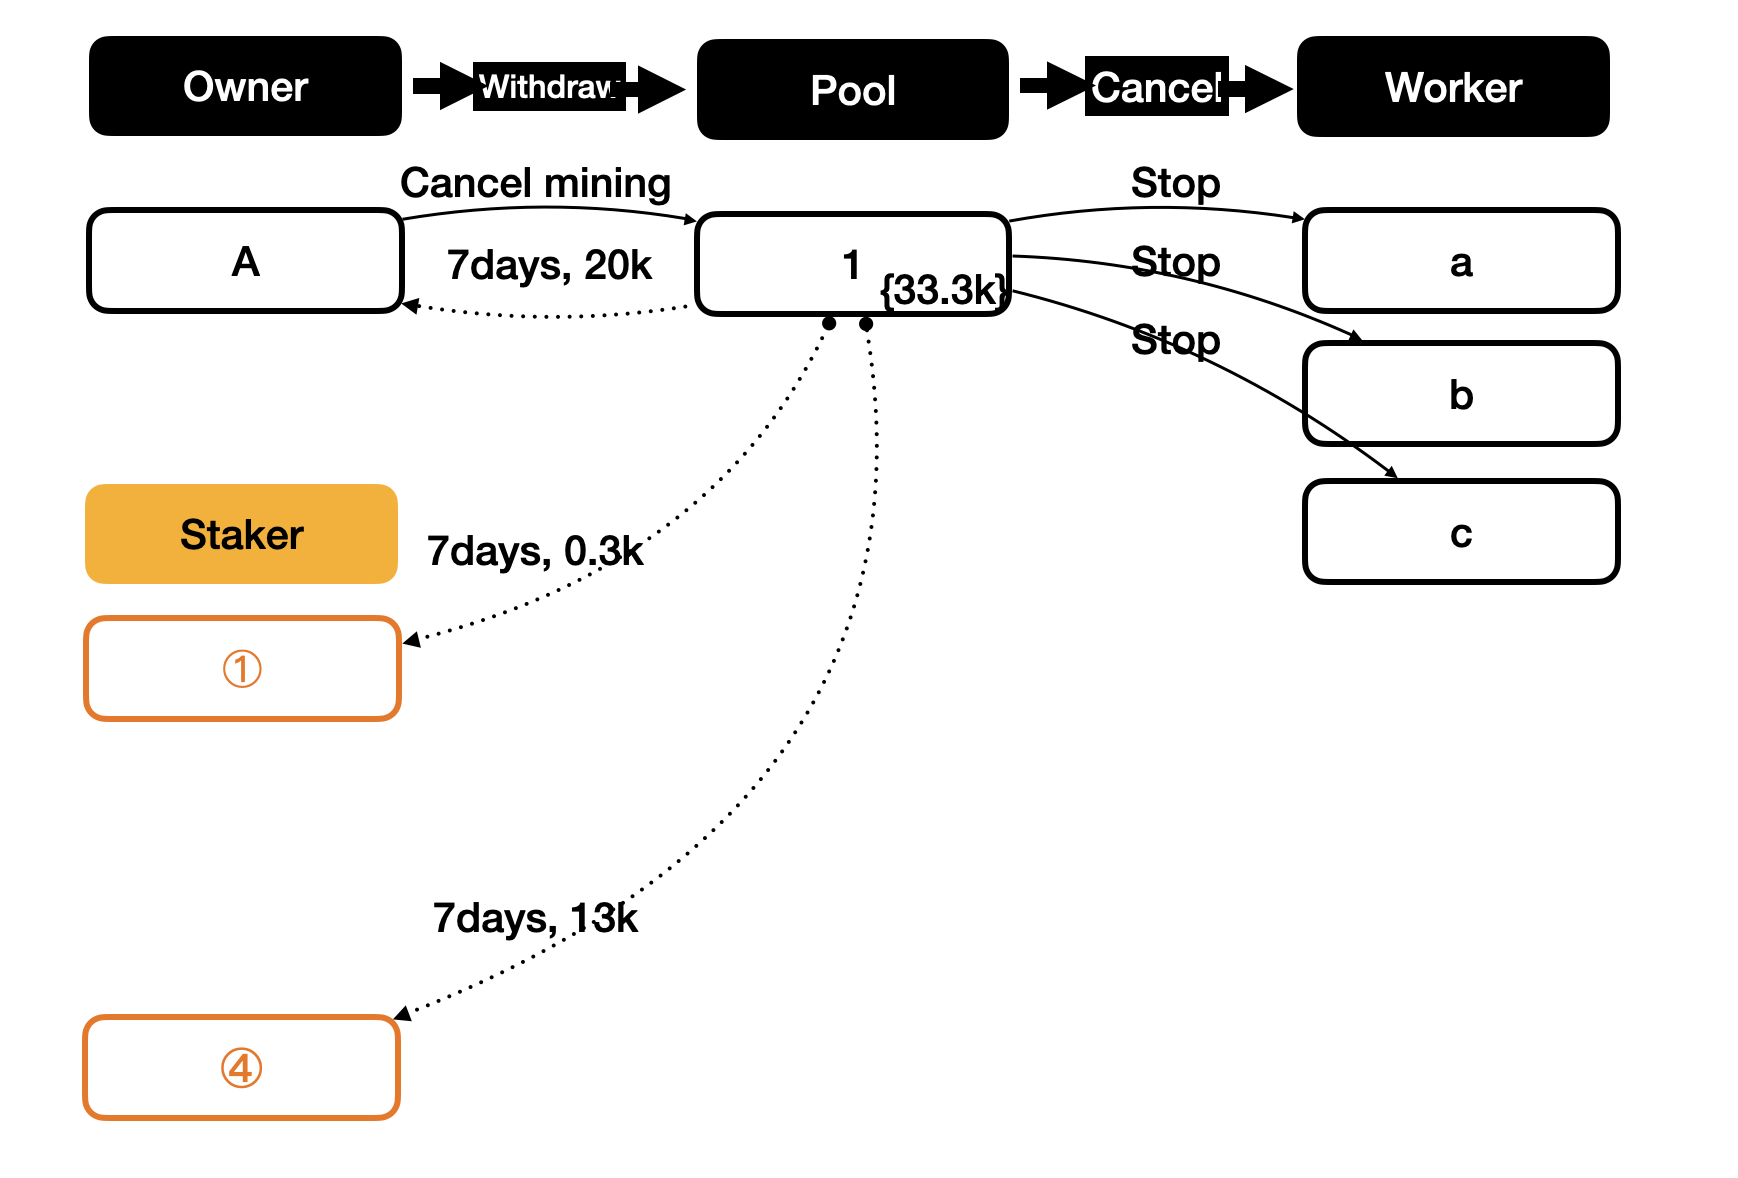 Owner
Withdraw
Pool
Cancel
Worker
Cancel mining
Stop
A
7days, 20k
1
{33.3k}
Stop
a
Stop
b
Staker
7days, 0.3k
c
①
7days, 13k
④